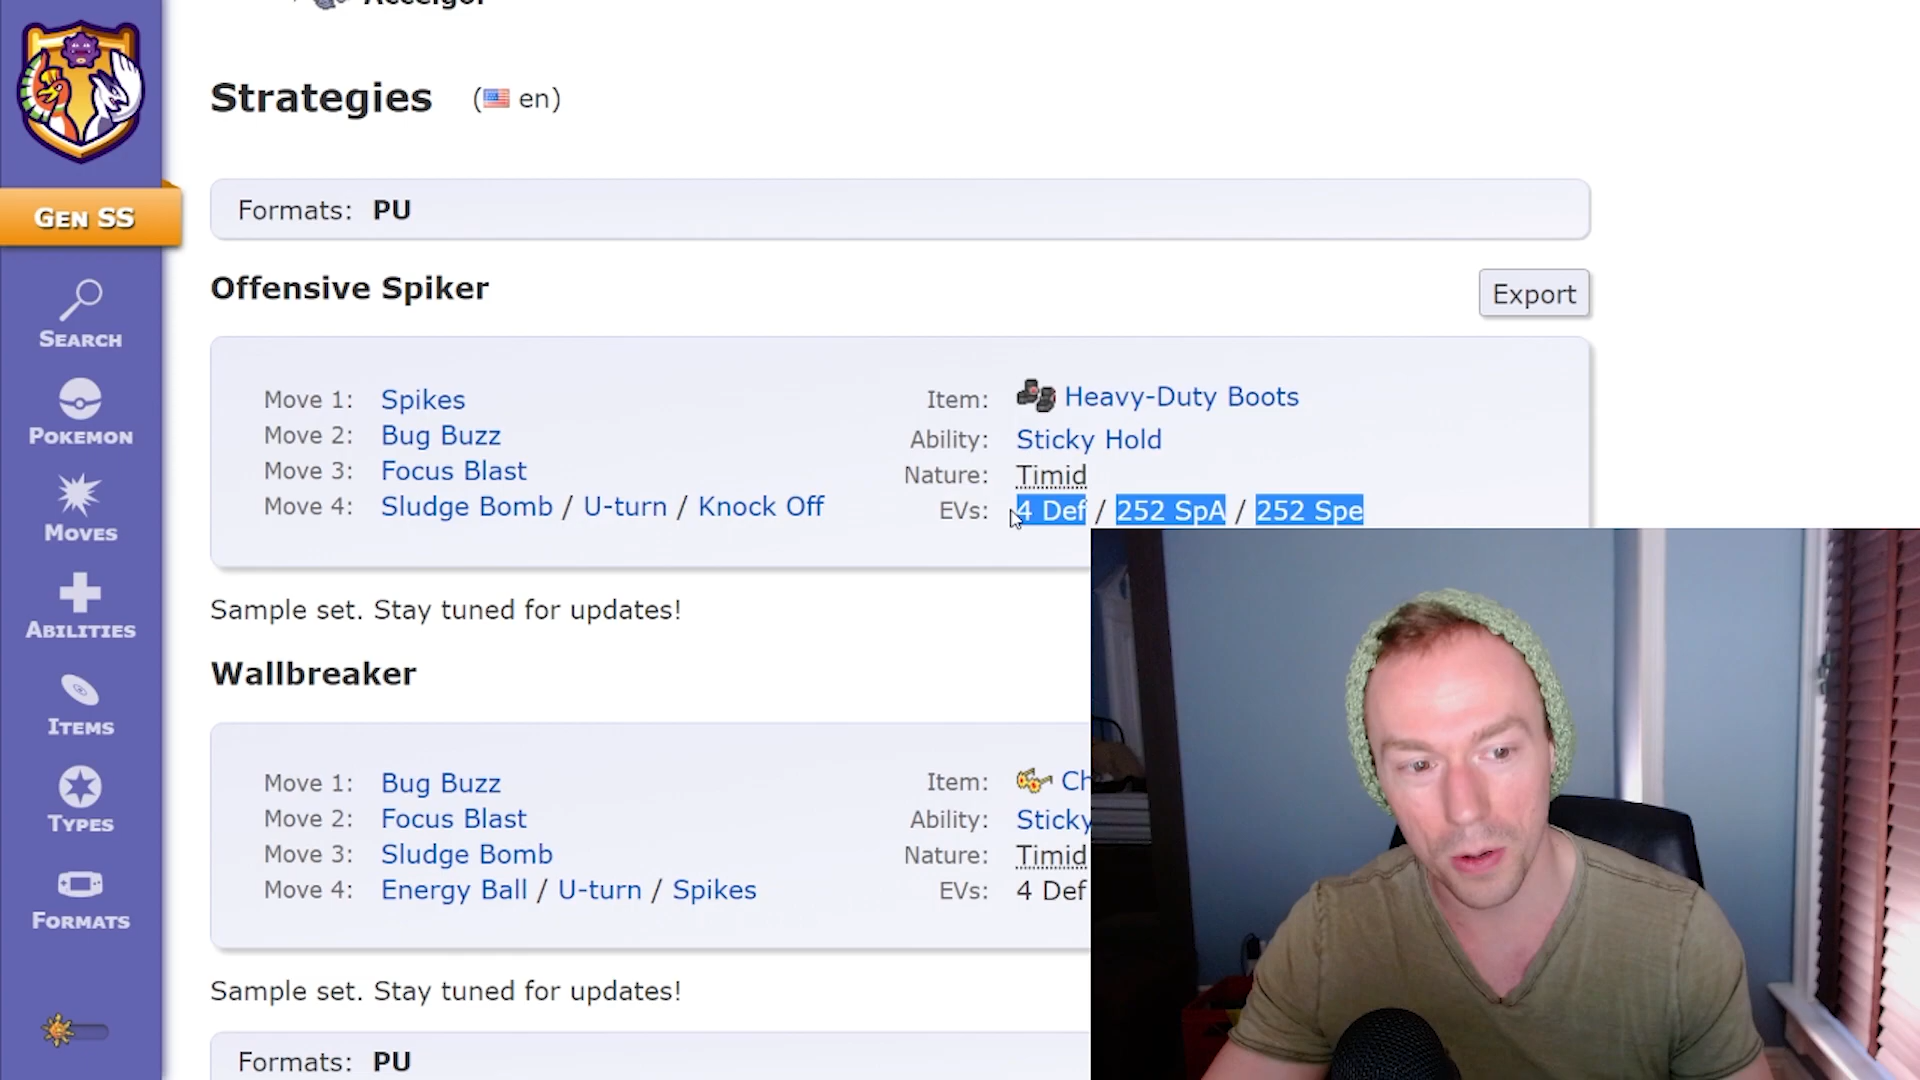 Accelgor
Strategies (en)
GEN SS
Formats: PU
Offensive Spiker
Export
SEARCH
POKEMON
MOVES
ABILITIES
ITEMS
TYPES
FORMATS
Move 1: Spikes
Move 2: Bug Buzz
Move 3: Focus Blast
Move 4: Sludge Bomb / U-turn / Knock Off
Item: Heavy-Duty Boots
Ability: Sticky Hold
Nature: Timid
EVs: 4 Def / 252 SpA / 252 Spe
Sample set. Stay tuned for updates!
Wallbreaker
Move 1: Bug Buzz
Move 2: Focus Blast
Move 3: Sludge Bomb
Move 4: Energy Ball / U-turn / Spikes
Item: Ch
Ability: Sticky
Nature: Timid
EVs: 4 Def
Sample set. Stay tuned for updates!
Formats: PU